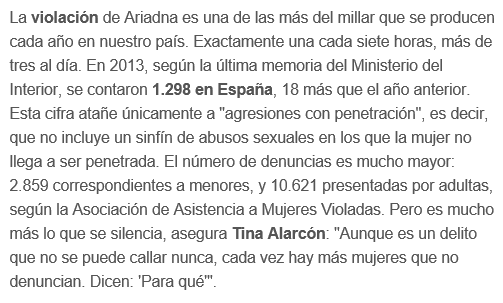 La violación de Ariadna es una de las más del millar que se producen
cada año en nuestro país. Exactamente una cada siete horas, más de
tres al día. En 2013, según la última memoria del Ministerio del
Interior, se contaron 1.298 en España, 18 más que el año anterior.
Esta cifra atañe únicamente a "agresiones con penetración", es decir,
que no incluye un sinfín de abusos sexuales en los que la mujer no
llega a ser penetrada. El número de denuncias es mucho mayor:
2.859 correspondientes a menores, y 10.621 presentadas por adultas,
según la Asociación de Asistencia a Mujeres Violadas. Pero es mucho
más lo que se silencia, asegura Tina Alarcón: "Aunque es un delito
que no se puede callar nunca, cada vez hay más mujeres que no
denuncian. Dicen: 'Para qué'".